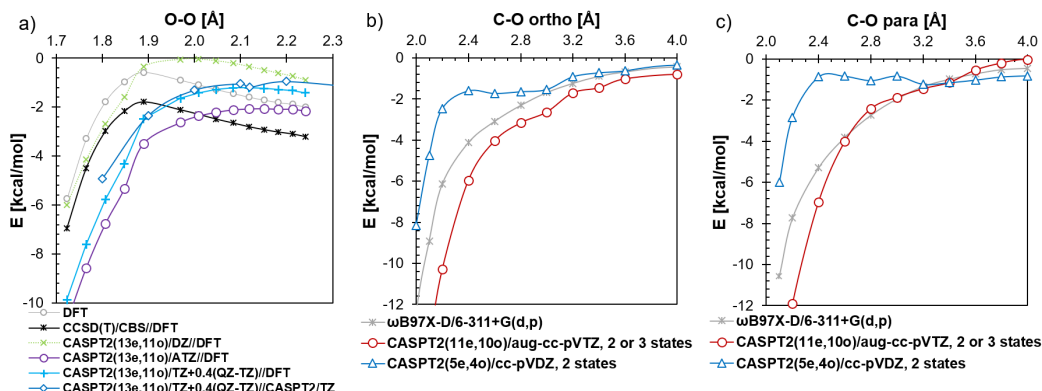 a)
O-O [Å]
1.7 1.8 1.9 2.0 2.1 2.2 2.3
E [kcal/mol]
0
-2
-4
-6
-8
-10
DFT
CCSD(T)/CBS//DFT
CASPT2(13e,11o)/DZ//DFT
CASPT2(13e,11o)/ATZ//DFT
CASPT2(13e,11o)/TZ+0.4(QZ-TZ)//DFT
CASPT2(13e,11o)/TZ+0.4(QZ-TZ)//CASPT2/TZ
b)
C-O ortho [Å]
2.0 2.4 2.8 3.2 3.6 4.0
E [kcal/mol]
0
-2
-4
-6
-8
-10
-12
ωB97X-D/6-311+G(d,p)
CASPT2(11e,10o)/aug-cc-pVTZ, 2 or 3 states
CASPT2(5e,4o)/cc-pVDZ, 2 states
c)
C-O para [Å]
2.0 2.4 2.8 3.2 3.6 4.0
E [kcal/mol]
0
-2
-4
-6
-8
-10
-12
ωB97X-D/6-311+G(d,p)
CASPT2(11e,10o)/aug-cc-pVTZ, 2 or 3 states
CASPT2(5e,4o)/cc-pVDZ, 2 states